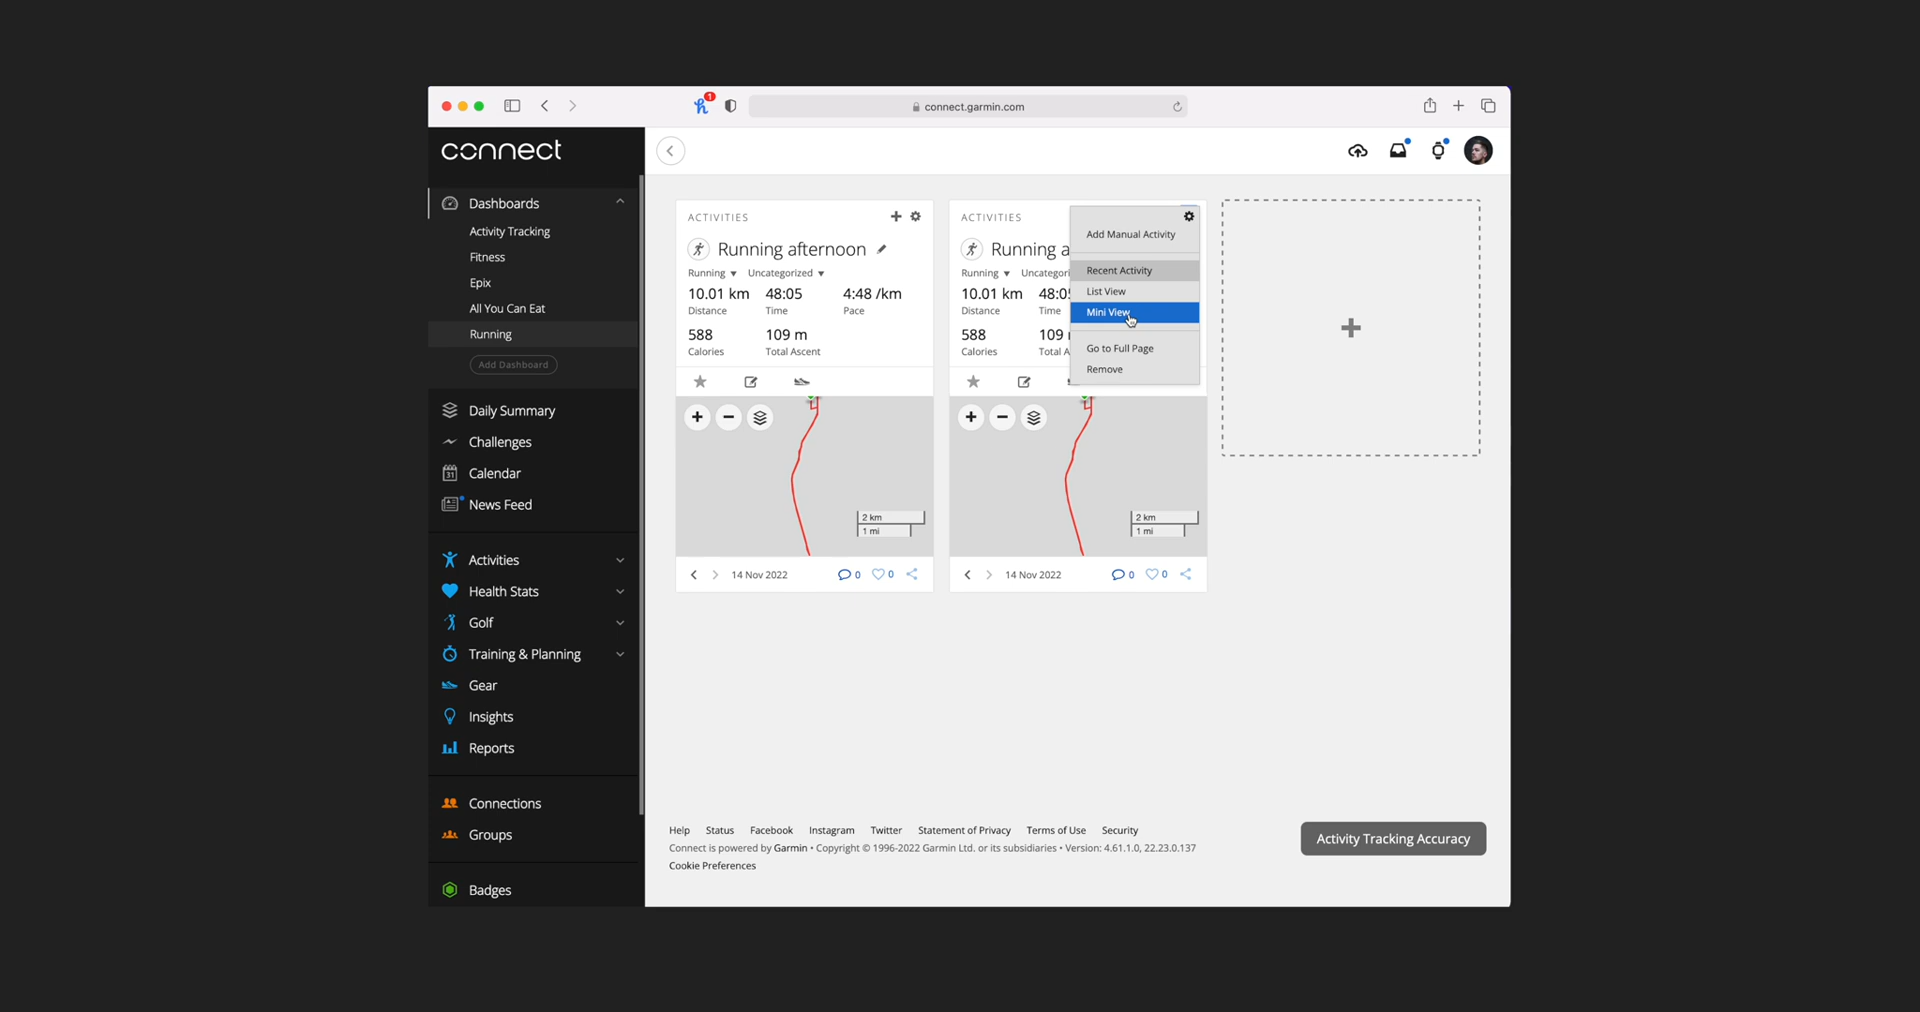 1
connect.garmin.com
connect
Dashboards
Activity Tracking
Fitness
Epix
All You Can Eat
Running
Add Dashboard
Daily Summary
Challenges
31
Calendar
News Feed
Activities
Health Stats
Golf
Training & Planning
Gear
Insights
Reports
Connections
Groups
Badges
ACTIVITIES
Running afternoon
Running Uncategorized
10.01 km 48:05 4:48 /km
Distance Time Pace
588 109 m
Calories Total Ascent
2 km
1 mi
14 Nov 2022 0 0
ACTIVITIES
Running a
Running Uncategori
10.01 km 48:0
Distance Time
588 109
Calories Total A
2 km
1 mi
14 Nov 2022 0 0
Add Manual Activity
Recent Activity
List View
Mini View
Go to Full Page
Remove
Help Status Facebook Instagram Twitter Statement of Privacy Terms of Use Security
Connect is powered by Garmin • Copyright © 1996-2022 Garmin Ltd. or its subsidiaries • Version: 4.61.1.0, 22.23.0.137
Cookie Preferences
Activity Tracking Accuracy